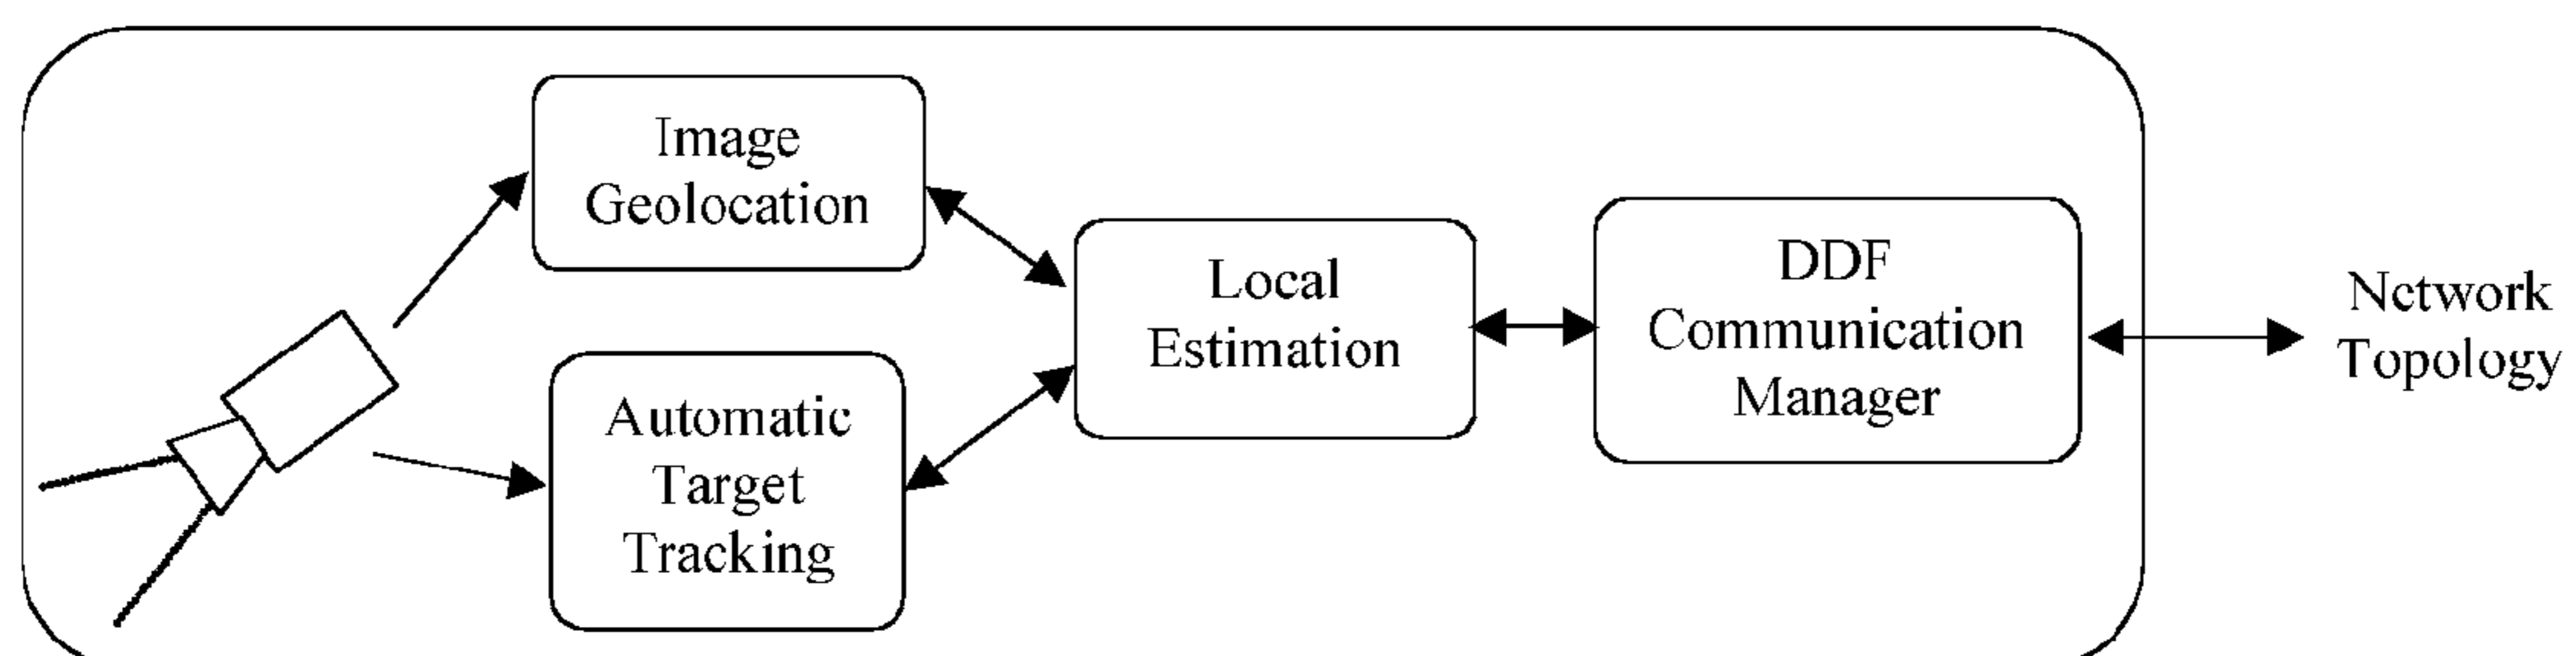 Image
Geolocation
Automatic
Target
Tracking
Local
Estimation
DDF
Communication
Manager
Network
Topology